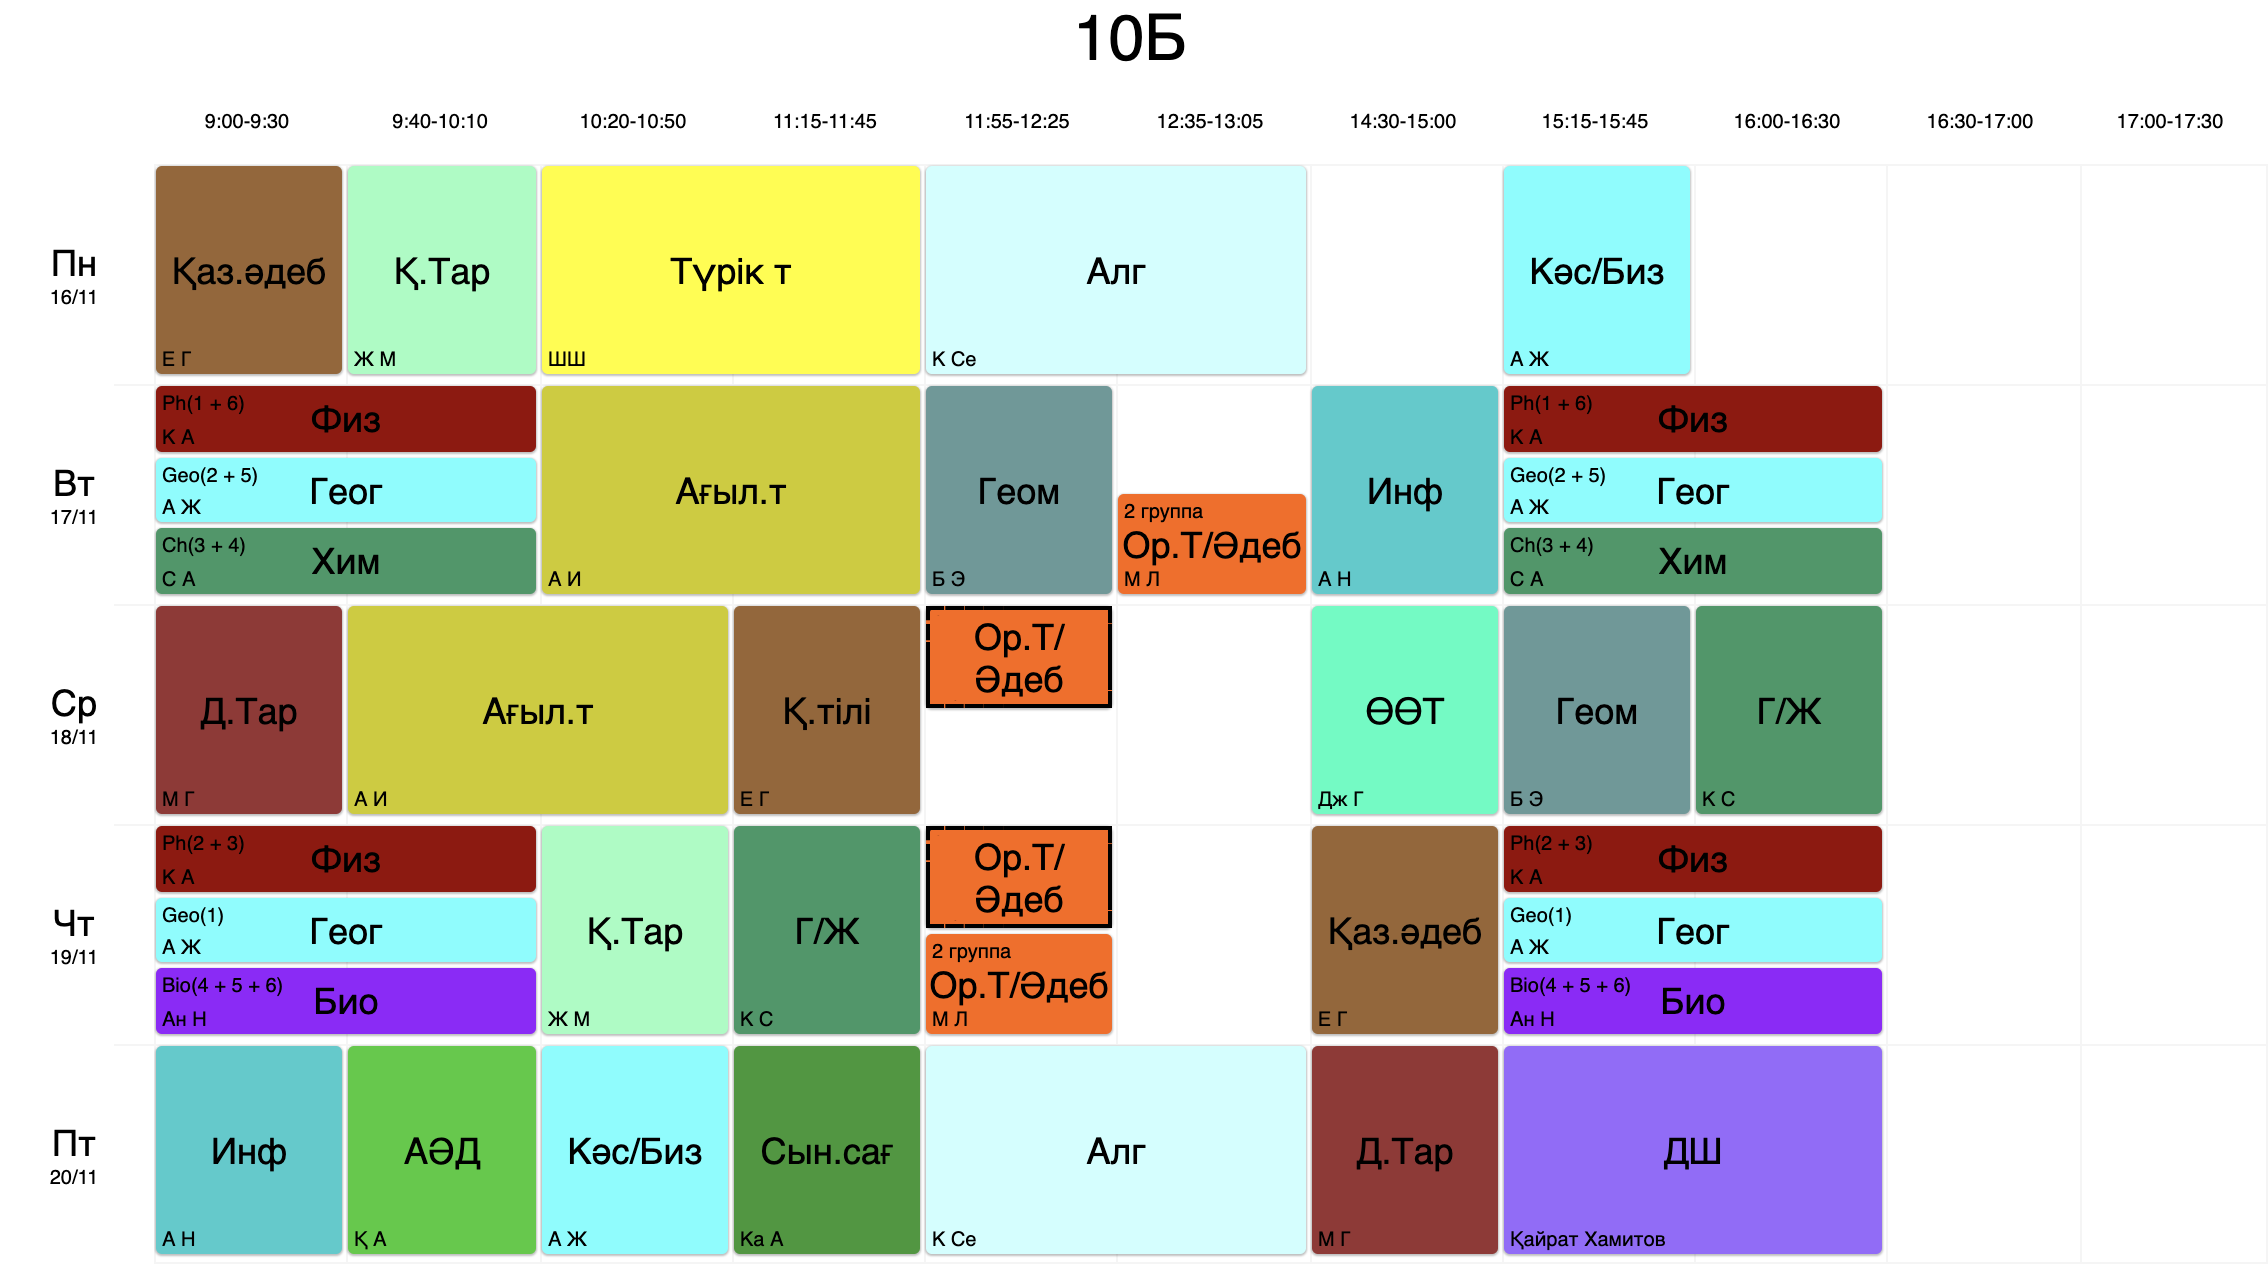 10Б
9:00-9:30 9:40-10:10 10:20-10:50 11:15-11:45 11:55-12:25 12:35-13:05 14:30-15:00 15:15-15:45 16:00-16:30 16:30-17:00 17:00-17:30
Пн
16/11
Қаз.әдеб
Е Г
Қ.Тар
Ж М
Түрік т
ШШ
Алг
К Се
Кәс/Биз
А Ж
Вт
17/11
Ph(1 + 6)
Физ
К А
Geo(2 + 5)
Геог
А Ж
Ch(3 + 4)
Хим
С А
Ағыл.т
А И
Геом
Б Э
2 группа
Ор.Т/Әдеб
М Л
Инф
А Н
Ph(1 + 6)
Физ
К А
Geo(2 + 5)
Геог
А Ж
Ch(3 + 4)
Хим
С А
Ср
18/11
Д.Тар
М Г
Ағыл.т
А И
Қ.тілі
Е Г
Ор.Т/
Әдеб
ӨӨТ
Дж Г
Геом
Б Э
Г/Ж
К С
Чт
19/11
Ph(2 + 3)
Физ
К А
Geo(1)
Геог
А Ж
Bio(4 + 5 + 6)
Био
Ан Н
Қ.Тар
Ж М
Г/Ж
К С
Ор.Т/
Әдеб
2 группа
Ор.Т/Әдеб
М Л
Қаз.әдеб
Е Г
Ph(2 + 3)
Физ
К А
Geo(1)
Геог
А Ж
Bio(4 + 5 + 6)
Био
Ан Н
Пт
20/11
Инф
А Н
АӘД
Қ А
Кәс/Биз
А Ж
Сын.сағ
Ка А
Алг
К Се
Д.Тар
М Г
ДШ
Қайрат Хамитов